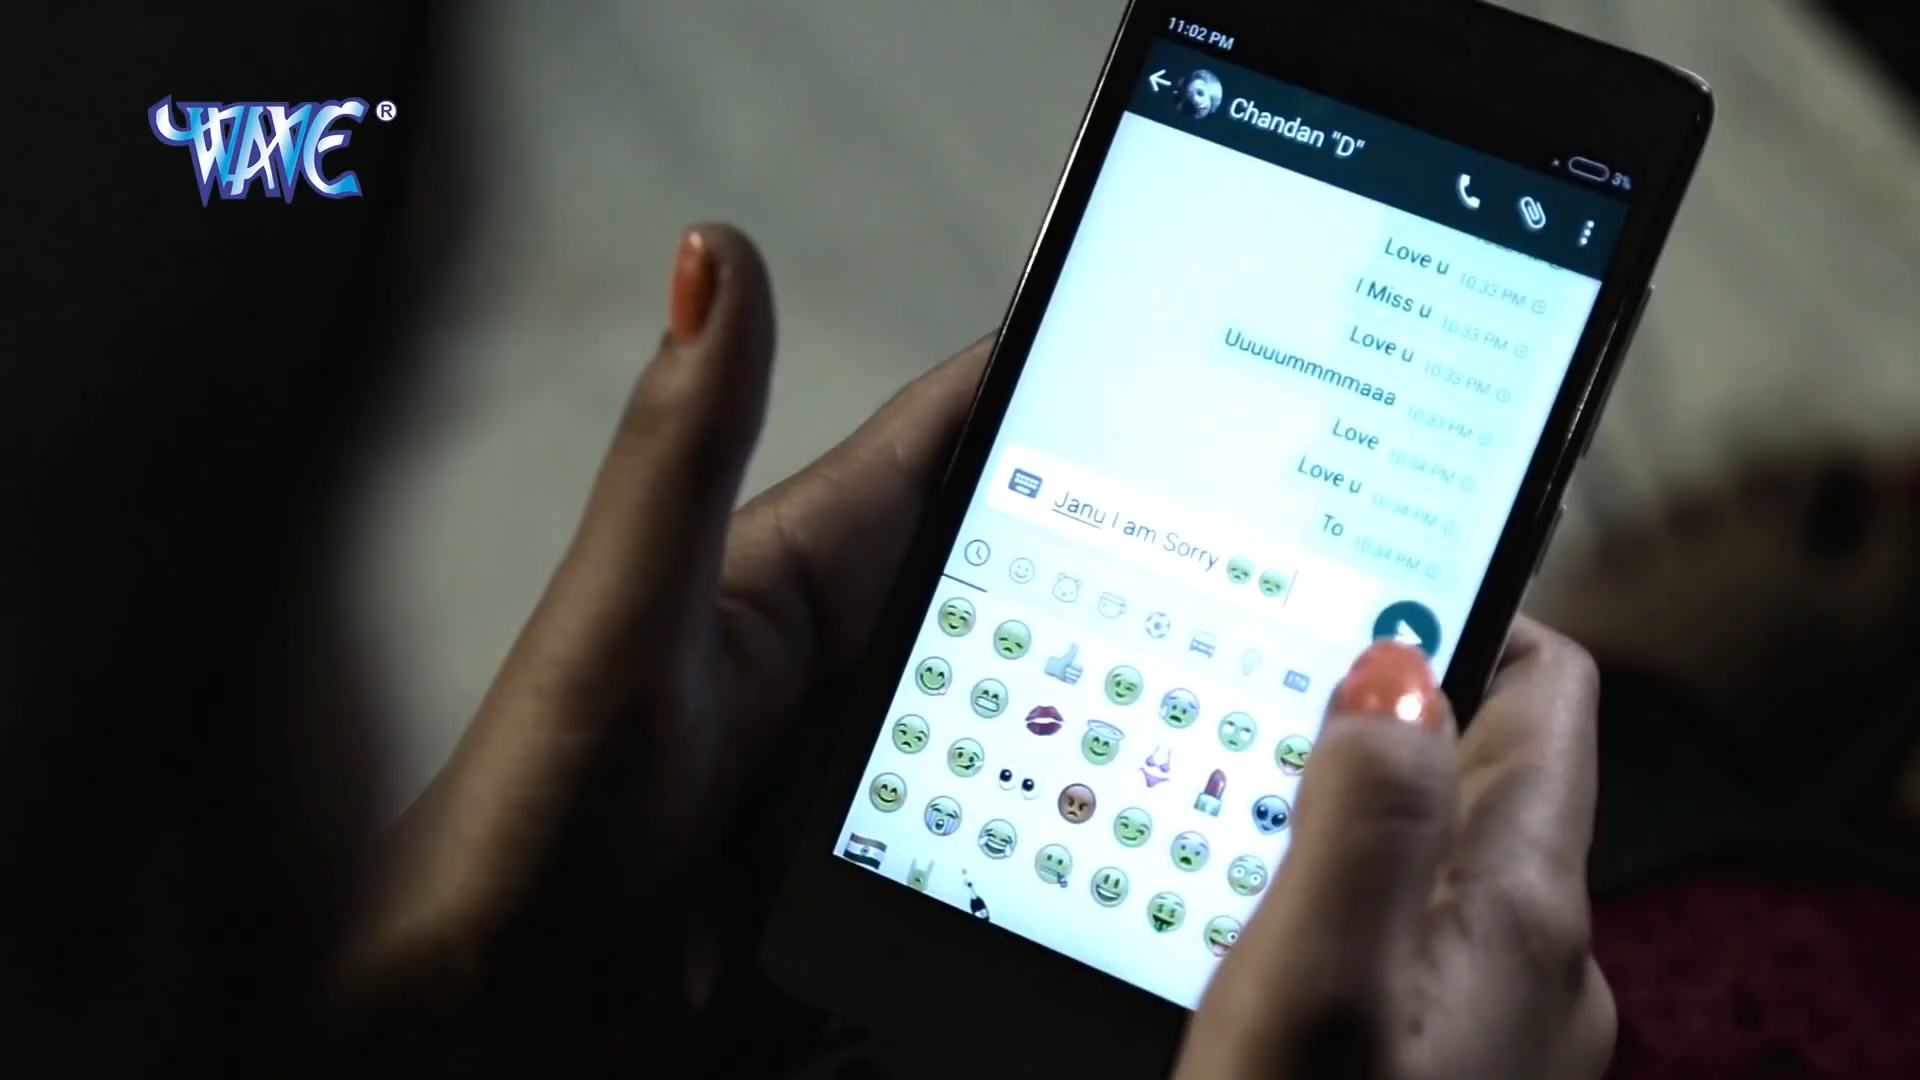 WAVE®
11:02 PM
Chandan "D"
3%
Love u 10:33 PM
I Miss u 10:33 PM
Love u 10:33 PM
Uuuuummmmaaa 10:33 PM
Love 10:34 PM
Love u 10:34 PM
To 10:34 PM
Janu I am Sorry 😞😞